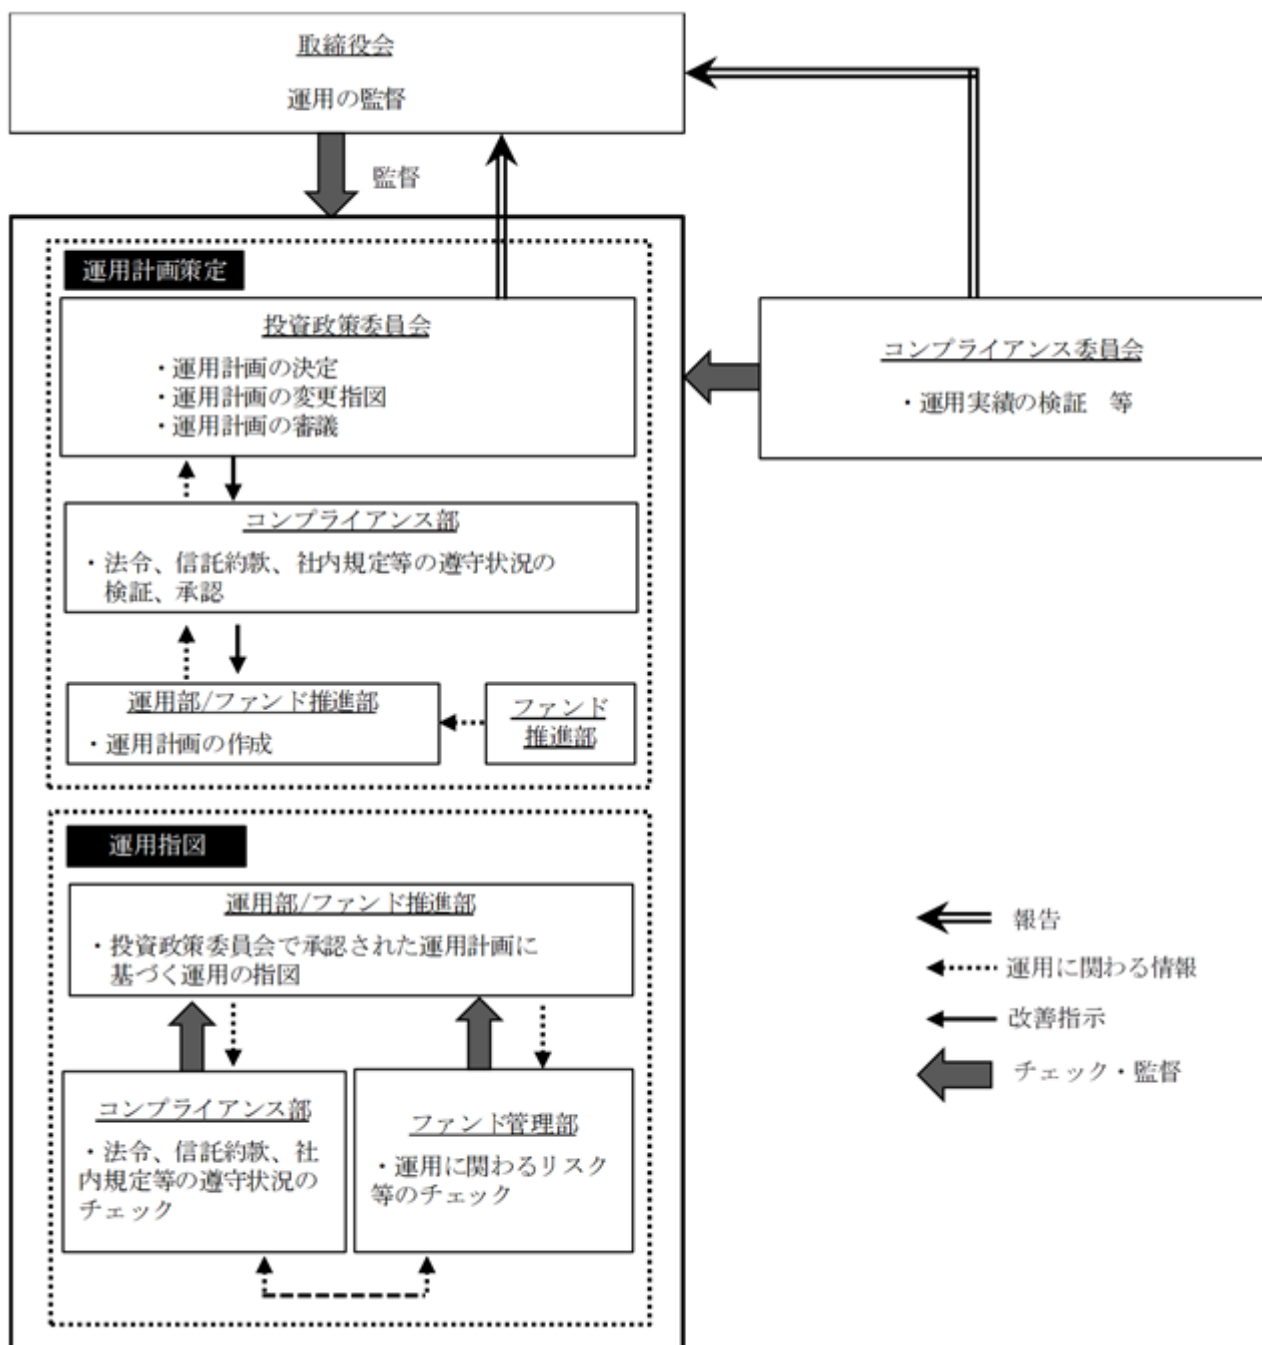 取締役会
運用の監督
監督
運用計画策定
投資政策委員会
・運用計画の決定
・運用計画の変更指図
・運用計画の審議
コンプライアンス委員会
・運用実績の検証　等
コンプライアンス部
・法令、信託約款、社内規定等の遵守状況の
検証、承認
運用部/ファンド推進部
・運用計画の作成
ファンド
推進部
運用指図
運用部/ファンド推進部
・投資政策委員会で承認された運用計画に
基づく運用の指図
コンプライアンス部
・法令、信託約款、社
内規定等の遵守状況の
チェック
ファンド管理部
・運用に関わるリスク
等のチェック
報告
運用に関わる情報
改善指示
チェック・監督